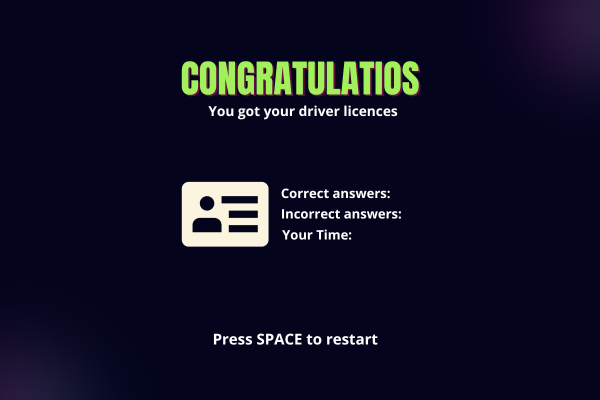 CONGRATULATIOS
You got your driver licences
Correct answers:
Incorrect answers:
Your Time:
Press SPACE to restart